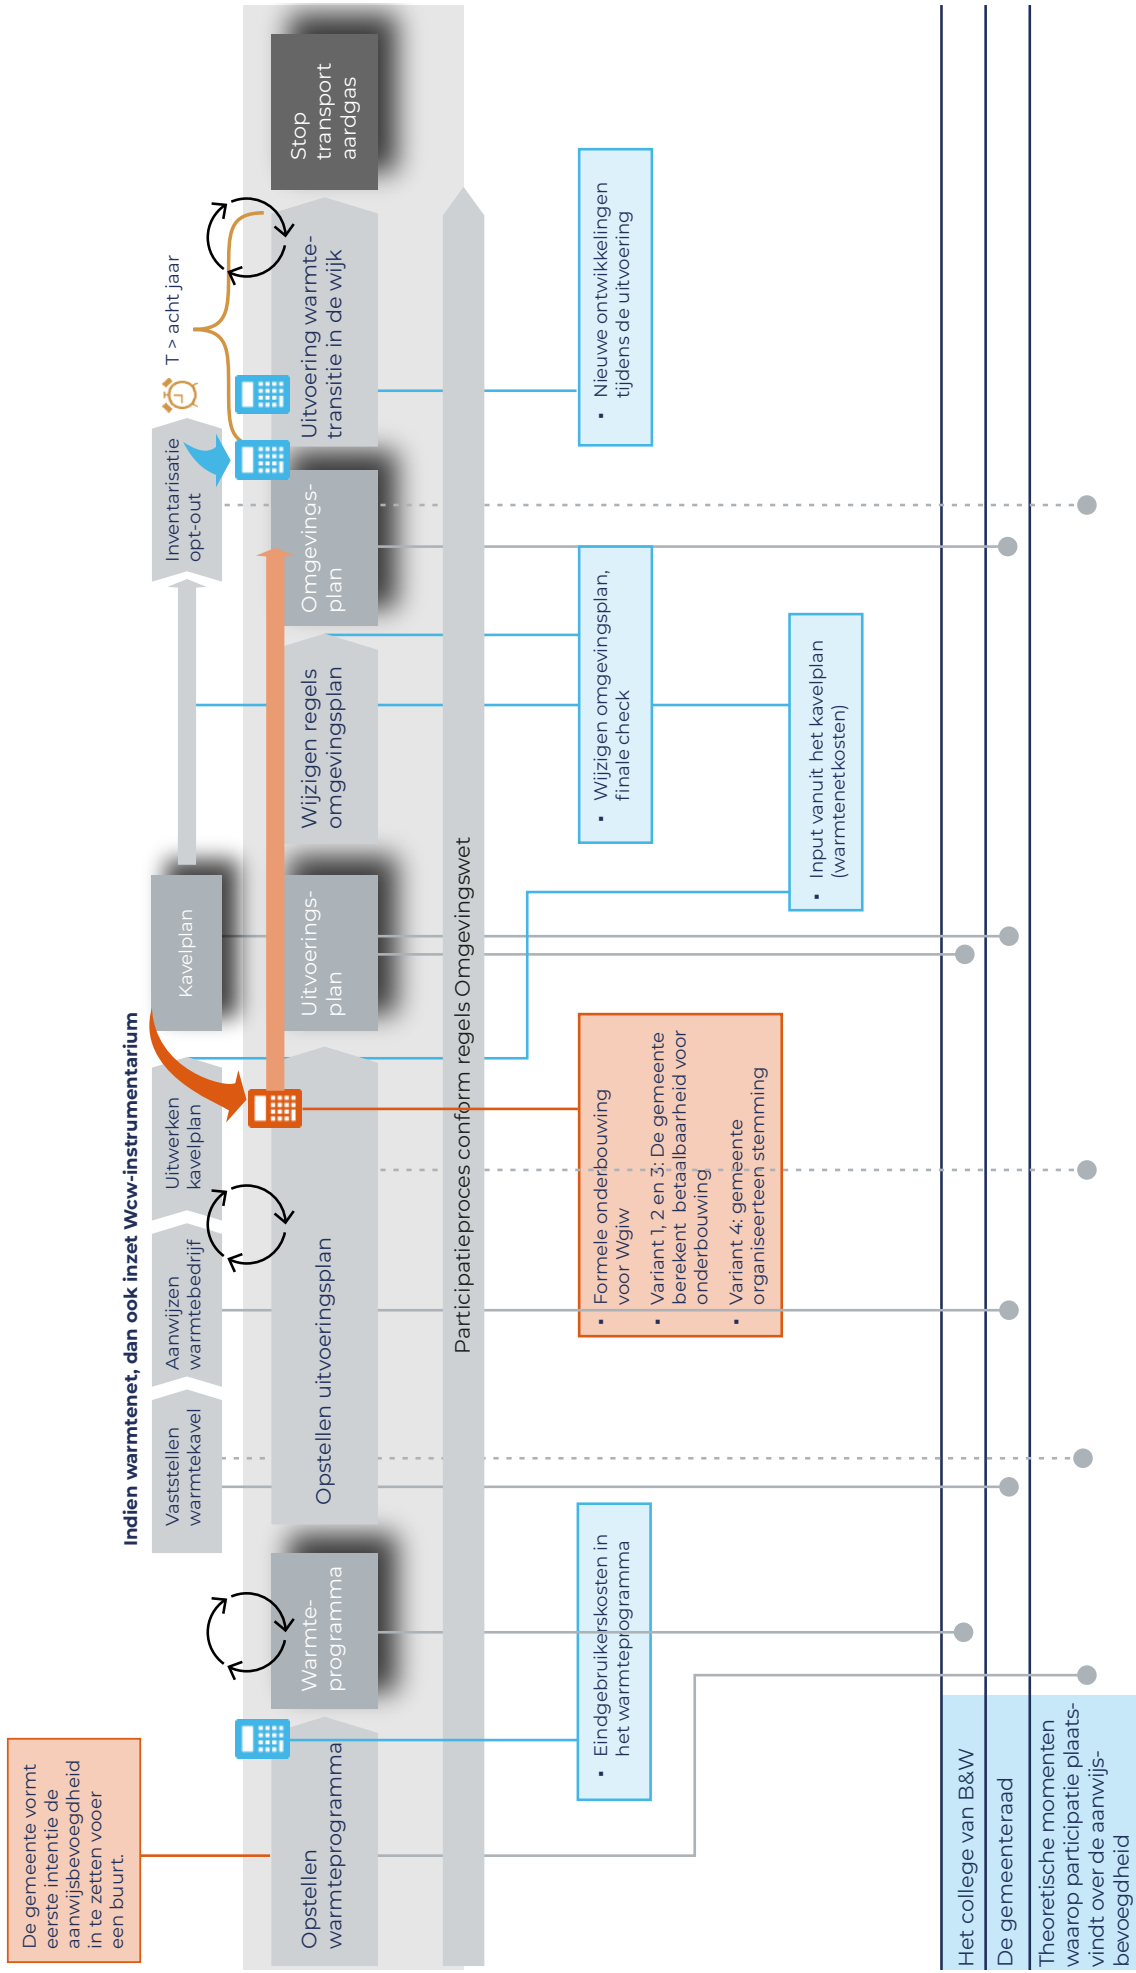 De gemeente vormt
eerste intentie de
aanwijsbevoegdheid
in te zetten vooer
een buurt.
Indien warmtenet, dan ook inzet Wcw-instrumentarium
Vaststellen
warmtekavel
Aanwijzen
warmtebedrijf
Uitwerken
kavelplan
Kavelplan
Inventarisatie
opt-out
T > acht jaar
Opstellen
warmteprogramma
Warmte-
programma
Opstellen uitvoeringsplan
Uitvoerings-
plan
Wijzigen regels
omgevingsplan
Omgevings-
plan
Uitvoering warmte-
transitie in de wijk
Stop
transport
aardgas
Participatieproces conform regels Omgevingswet
▪ Eindgebruikerskosten in
het warmteprogramma
▪ Formele onderbouwing
voor Wgiw
▪ Variant 1, 2 en 3: De gemeente
berekent betaalbaarheid voor
onderbouwing
▪ Variant 4: gemeente
organiseerteen stemming
▪ Wijzigen omgevingsplan,
finale check
▪ Nieuwe ontwikkelingen
tijdens de uitvoering
▪ Input vanuit het kavelplan
(warmtenetkosten)
Het college van B&W
De gemeenteraad
Theoretische momenten
waarop participatie plaats-
vindt over de aanwijs-
bevoegdheid